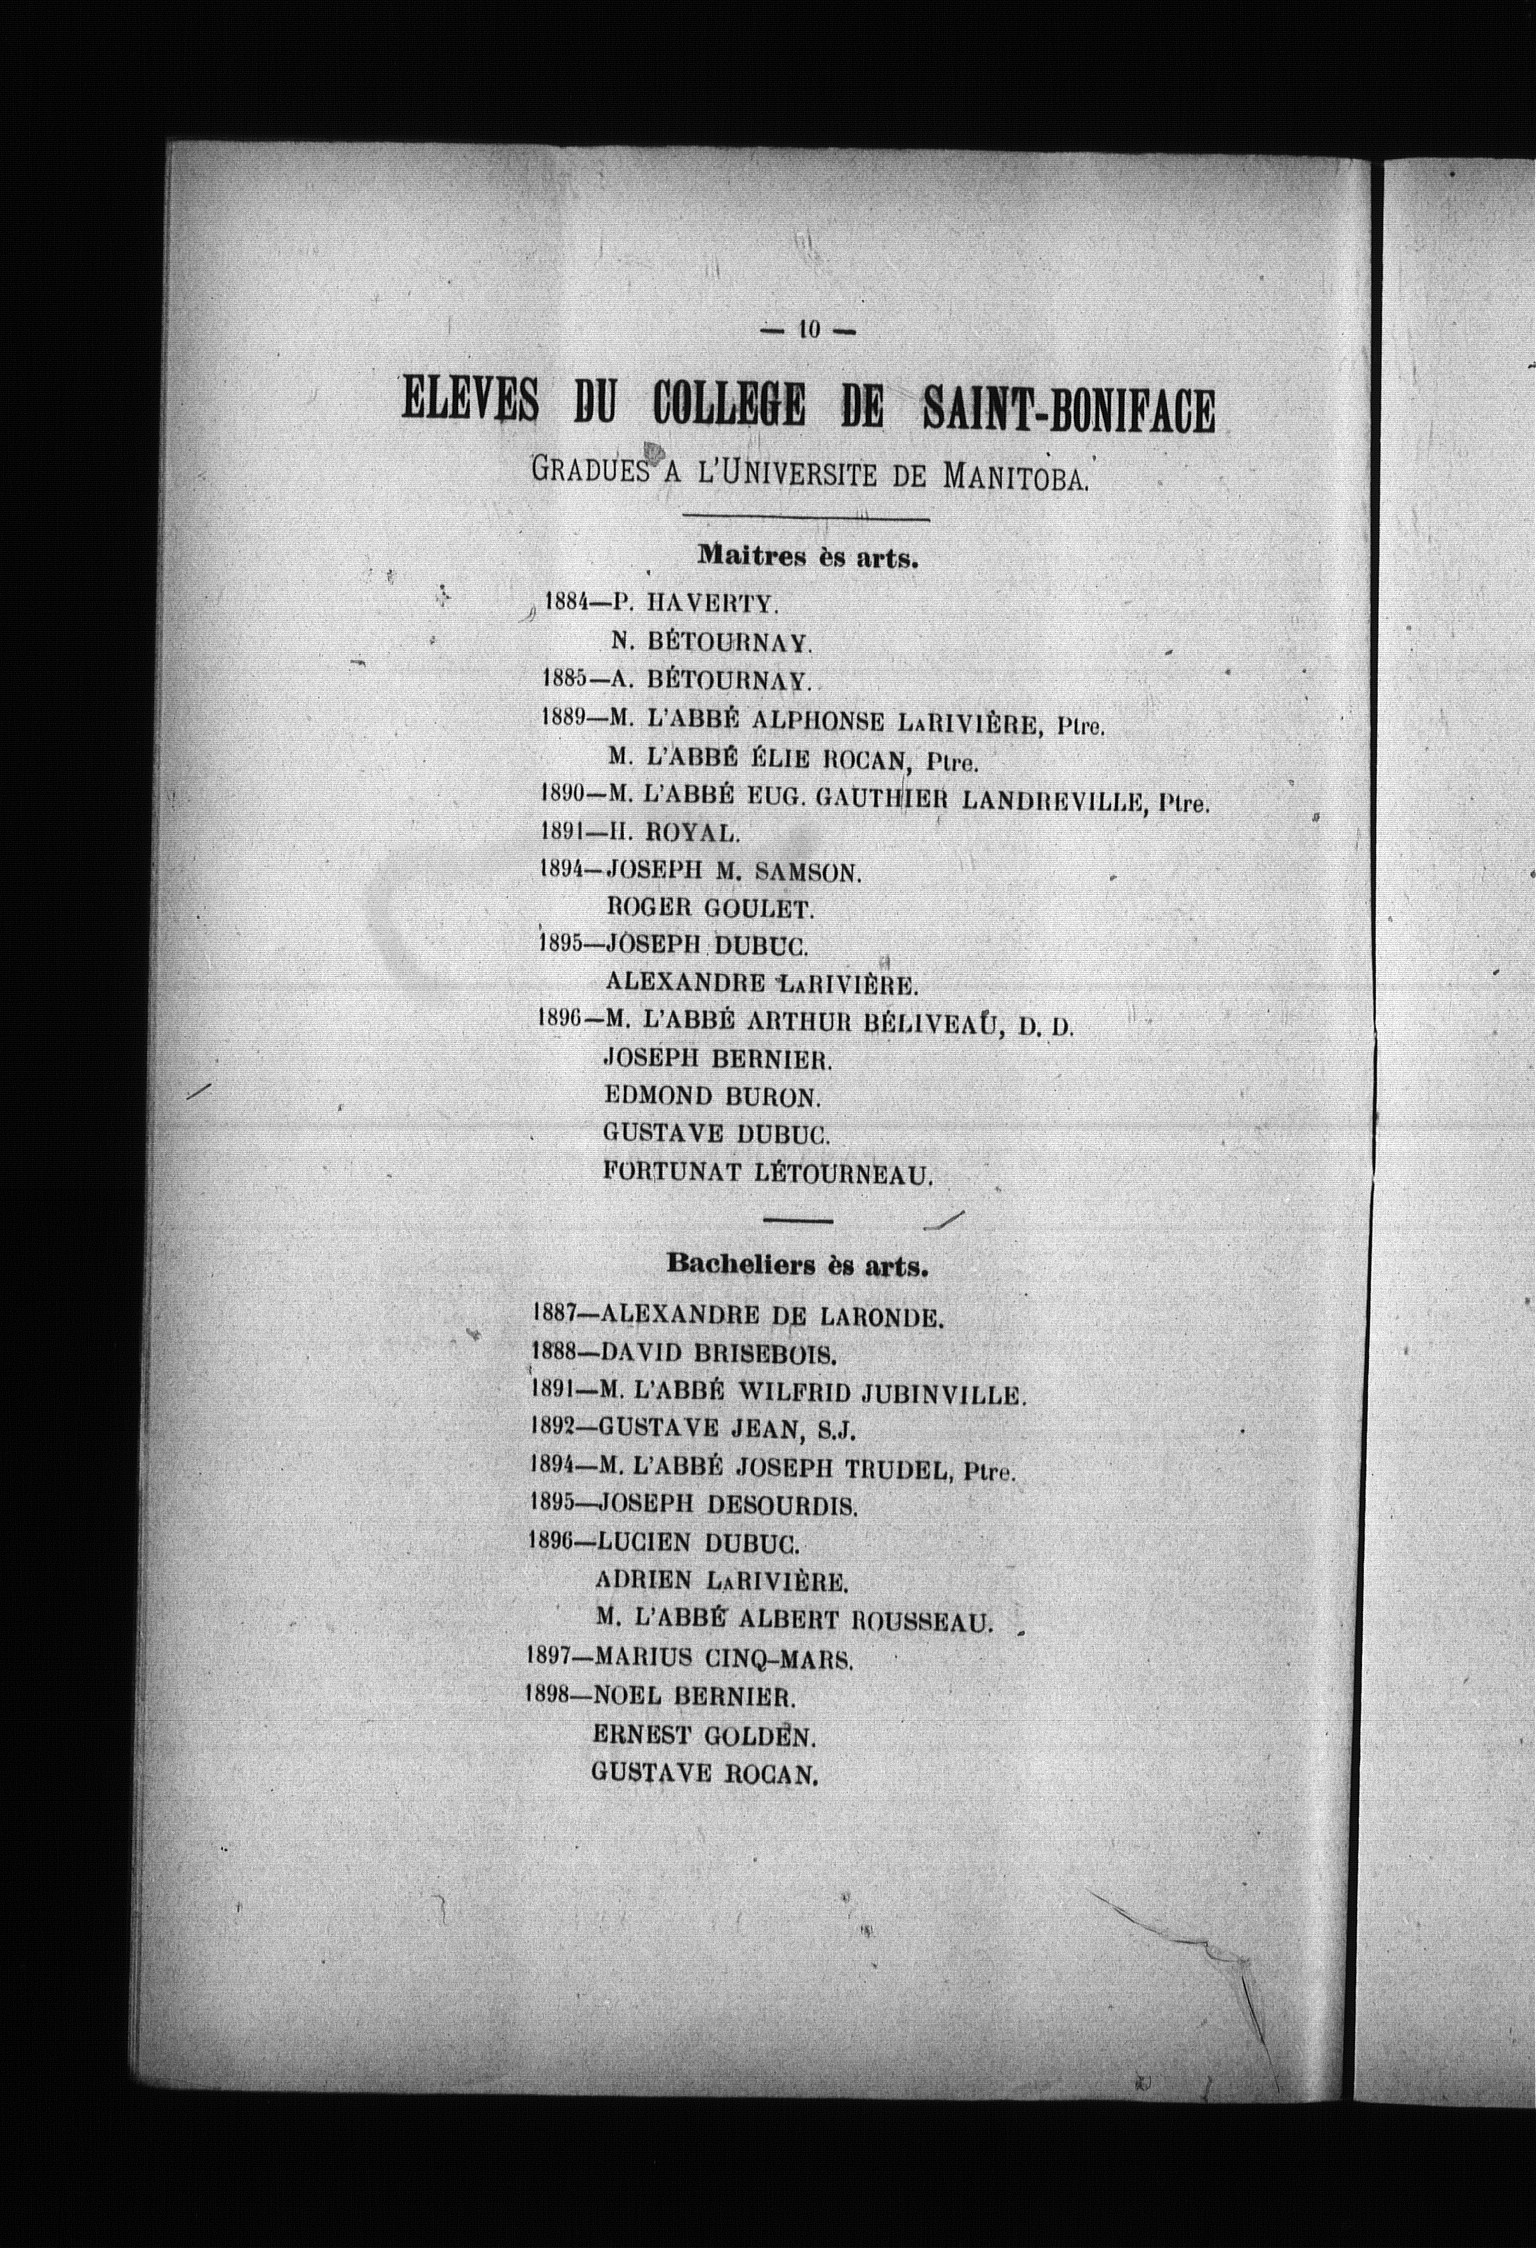 — 10 —
ELEVES DU COLLEGE DE SAINT-BONIFACE
GRADUES A L'UNIVERSITE DE MANITOBA.
Maitres ès arts.
1884—P. HAVERTY.
N. BÉTOURNAY.
1885—A. BÉTOURNAY.
1889—M. L'ABBÉ ALPHONSE LARIVIÈRE, Ptre.
M. L'ABBÉ ÉLIE ROCAN, Ptre.
1890—M. L'ABBÉ EUG. GAUTHIER LANDREVILLE, Ptre.
1891—H. ROYAL.
1894—JOSEPH M. SAMSON.
ROGER GOULET.
1895—JOSEPH DUBUC.
ALEXANDRE LARIVIÈRE.
1896—M. L'ABBÉ ARTHUR BÉLIVEAU, D. D.
JOSEPH BERNIER.
EDMOND BURON.
GUSTAVE DUBUC.
FORTUNAT LÉTOURNEAU.
Bacheliers ès arts.
1887—ALEXANDRE DE LARONDE.
1888—DAVID BRISEBOIS.
1891—M. L'ABBÉ WILFRID JUBINVILLE.
1892—GUSTAVE JEAN, S.J.
1894—M. L'ABBÉ JOSEPH TRUDEL, Ptre.
1895—JOSEPH DESOURDIS.
1896—LUCIEN DUBUC.
ADRIEN LARIVIÈRE.
M. L'ABBÉ ALBERT ROUSSEAU.
1897—MARIUS CINQ-MARS.
1898—NOEL BERNIER.
ERNEST GOLDEN.
GUSTAVE ROCAN.